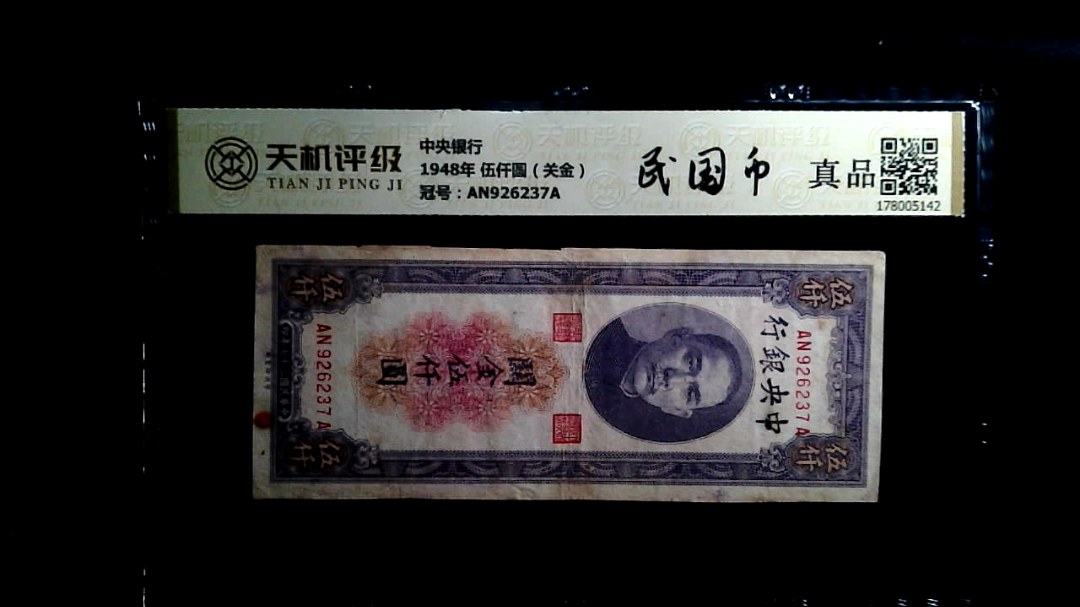 天机评级
TIAN JI PING JI
中央银行
1948年 伍仟圆（关金）
冠号：AN926237A
民国币
真品
178005142
伍仟
伍仟
AN926237A
AN926237A
中央銀行
關金伍仟圓
伍仟
伍仟